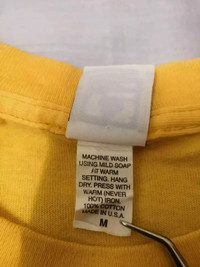 MACHINE WASH
USING MILD SOAP
AT WARM
SETTING. HANG
DRY. PRESS WITH
WARM (NEVER
HOT) IRON.
100% COTTON
MADE IN U.S.A.
M